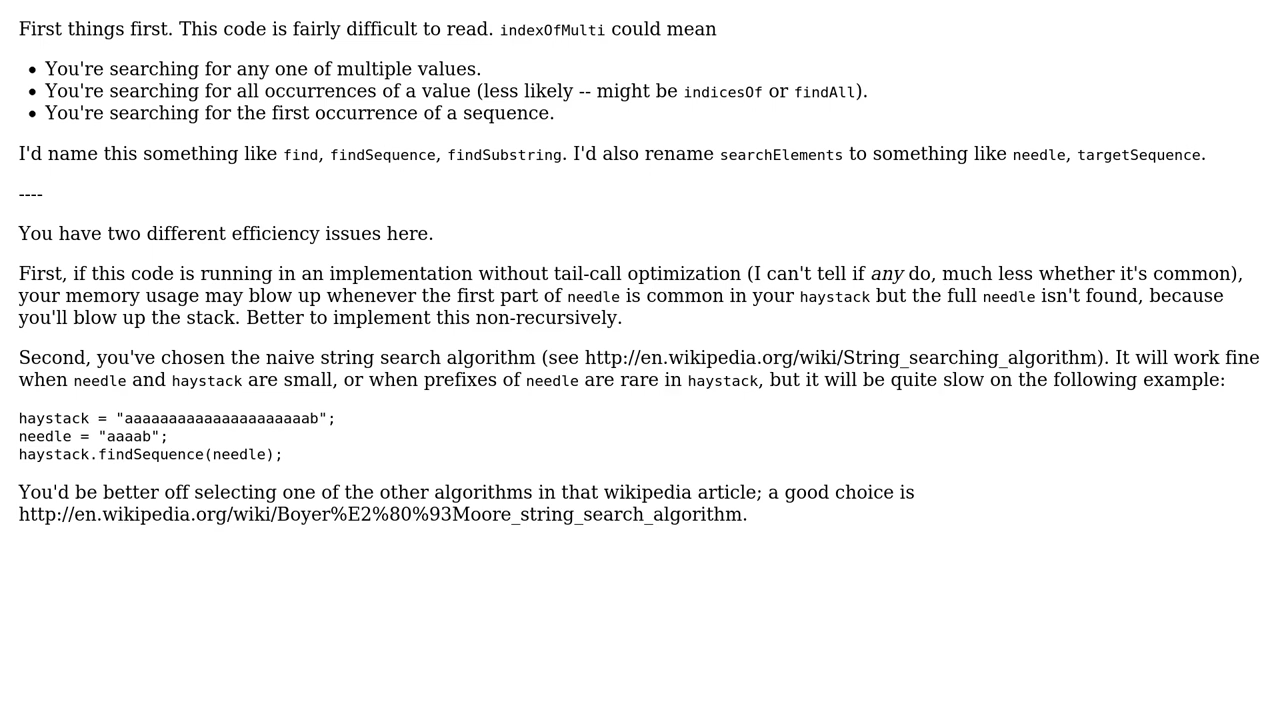 First things first. This code is fairly difficult to read. indexOfMulti could mean
• You're searching for any one of multiple values.
• You're searching for all occurrences of a value (less likely -- might be indicesOf or findAll).
• You're searching for the first occurrence of a sequence.
I'd name this something like find, findSequence, findSubstring. I'd also rename searchElements to something like needle, targetSequence.
----
You have two different efficiency issues here.
First, if this code is running in an implementation without tail-call optimization (I can't tell if any do, much less whether it's common),
your memory usage may blow up whenever the first part of needle is common in your haystack but the full needle isn't found, because
you'll blow up the stack. Better to implement this non-recursively.
Second, you've chosen the naive string search algorithm (see http://en.wikipedia.org/wiki/String_searching_algorithm). It will work fine
when needle and haystack are small, or when prefixes of needle are rare in haystack, but it will be quite slow on the following example:
haystack = "aaaaaaaaaaaaaaaaaaaaab";
needle = "aaaab";
haystack.findSequence(needle);
You'd be better off selecting one of the other algorithms in that wikipedia article; a good choice is
http://en.wikipedia.org/wiki/Boyer%E2%80%93Moore_string_search_algorithm.